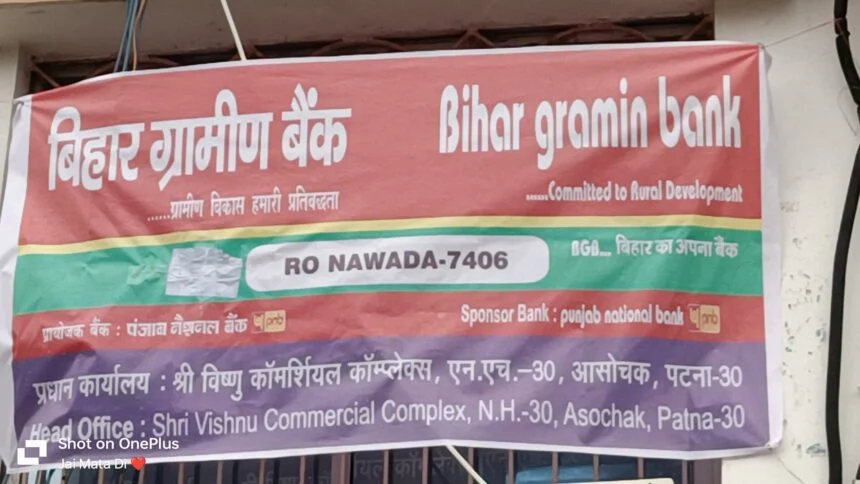 बिहार ग्रामीण बैंक
Bihar gramin bank
......ग्रामीण विकास हमारी प्रतिबद्धता
......Committed to Rural Development
RO NAWADA-7406
BGB... बिहार का अपना बैंक
प्रायोजक बैंक : पंजाब नैशनल बैंक pnb
Sponsor Bank : punjab national bank pnb
प्रधान कार्यालय : श्री विष्णु कॉमर्शियल कॉम्प्लेक्स, एन.एच.-30, आसोचक, पटना-30
Head Office : Shri Vishnu Commercial Complex, N.H.-30, Asochak, Patna-30
Shot on OnePlus
Jai Mata Di ❤️